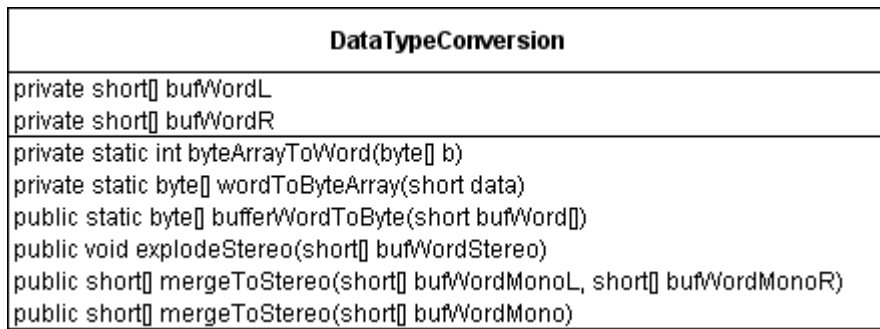 DataTypeConversion
private short[] bufWordL
private short[] bufWordR
private static int byteArrayToWord(byte[] b)
private static byte[] wordToByteArray(short data)
public static byte[] bufferWordToByte(short bufWord[])
public void explodeStereo(short[] bufWordStereo)
public short[] mergeToStereo(short[] bufWordMonoL, short[] bufWordMonoR)
public short[] mergeToStereo(short[] bufWordMono)